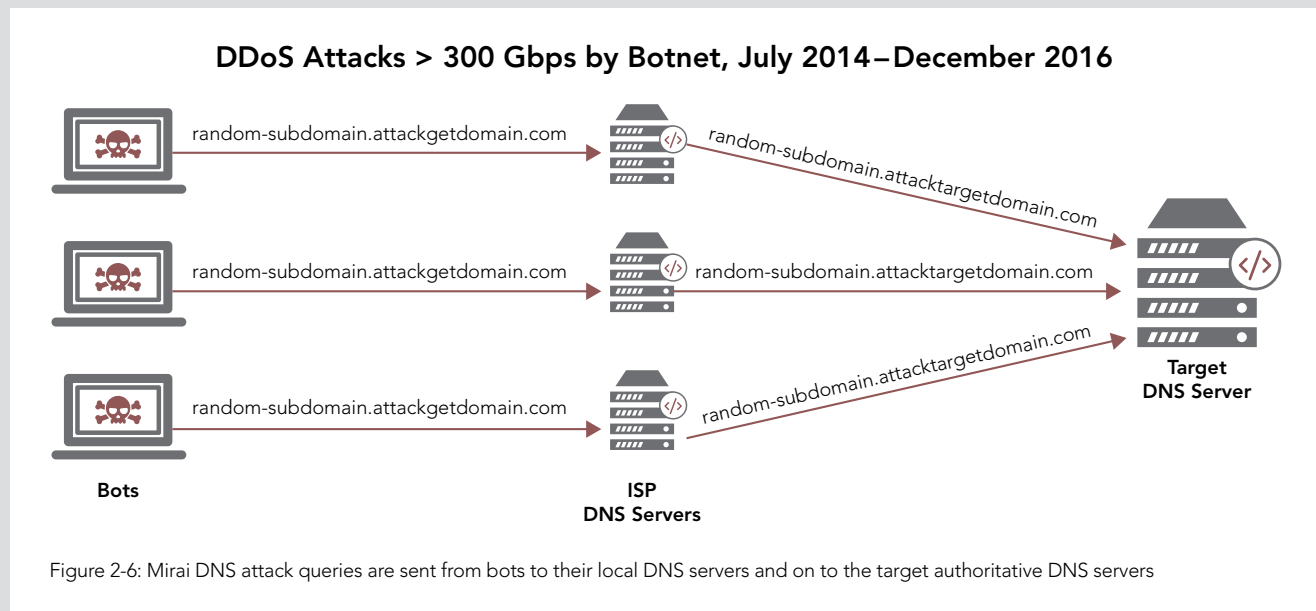 DDoS Attacks > 300 Gbps by Botnet, July 2014–December 2016
random-subdomain.attackgetdomain.com
random-subdomain.attacktargetdomain.com
random-subdomain.attackgetdomain.com
random-subdomain.attacktargetdomain.com
random-subdomain.attackgetdomain.com
random-subdomain.attacktargetdomain.com
</>
</>
</>
</>
Target
DNS Server
Bots
ISP
DNS Servers
Figure 2-6: Mirai DNS attack queries are sent from bots to their local DNS servers and on to the target authoritative DNS servers